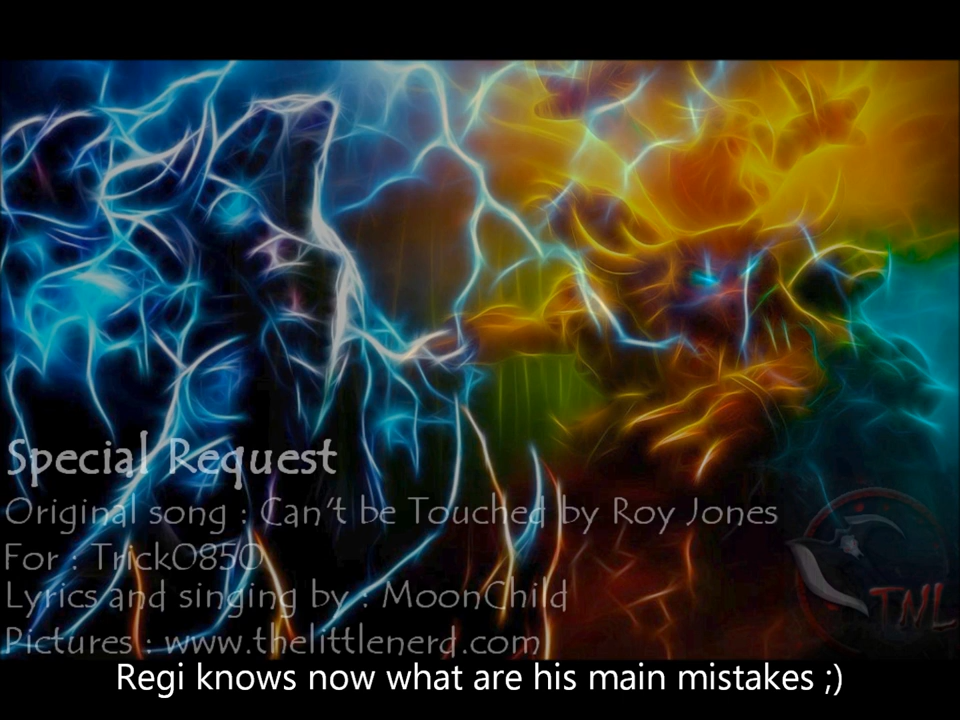 Special Request
Original song : Can't be Touched by Roy Jones
For : Trick0850
Lyrics and singing by : MoonChild
Pictures : www.thelittlenerd.com
TNL
Regi knows now what are his main mistakes ;)